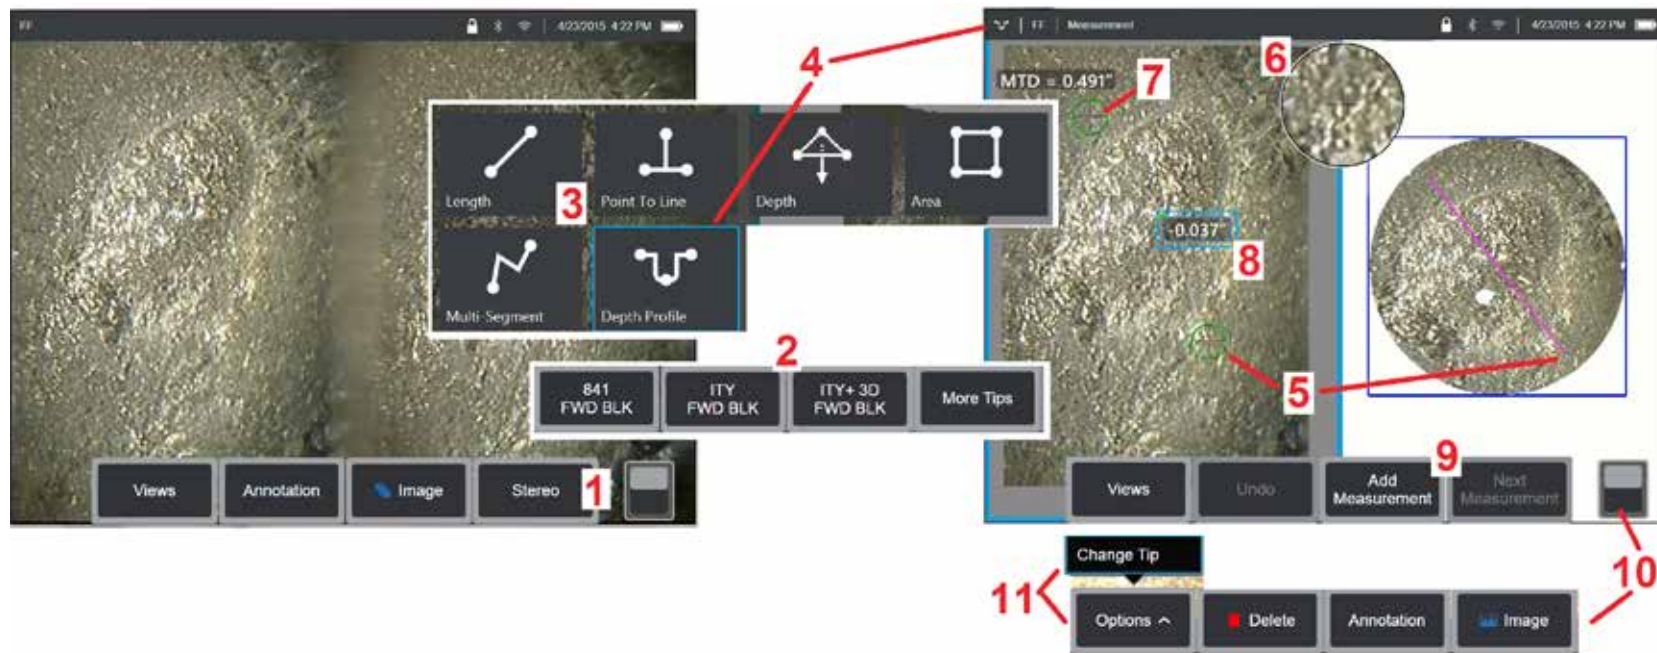 FF
4/23/2015 4:22 PM
FF Measurement
4/23/2015 4:22 PM
4
6
7
MTD = 0.491"
3
Length
Point To Line
Depth
Area
-0.037"
8
Multi-Segment
Depth Profile
2
841
FWD BLK
ITY
FWD BLK
ITY+ 3D
FWD BLK
More Tips
5
9
Views
Annotation
Image
Stereo
1
Views
Undo
Add
Measurement
Next
Measurement
10
Change Tip
11
Options
Delete
Annotation
Image